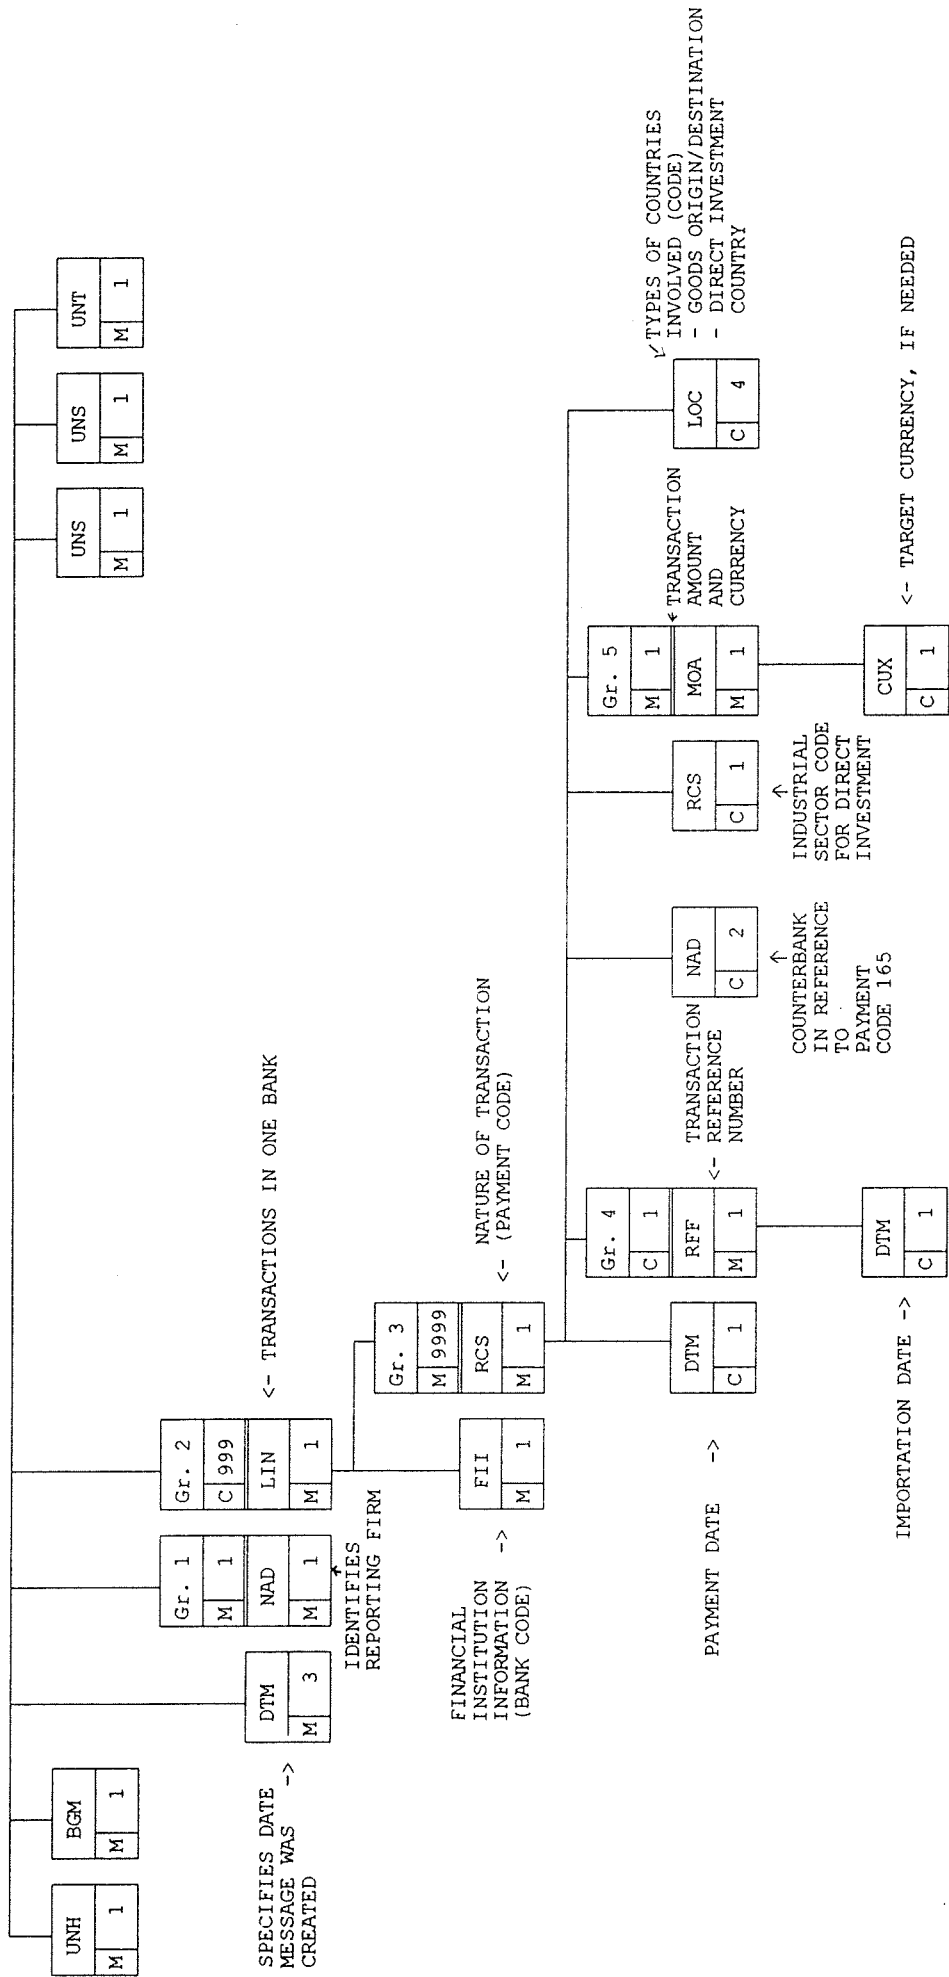 UNH
M 1
BGM
M 1
UNS
M 1
UNS
M 1
UNT
M 1
SPECIFIES DATE
MESSAGE WAS ->
CREATED
DTM
M 3
Gr. 1
M 1
NAD
M 1
IDENTIFIES
REPORTING FIRM
Gr. 2
C 999
LIN
M 1
<- TRANSACTIONS IN ONE BANK
FINANCIAL
INSTITUTION
INFORMATION ->
(BANK CODE)
FII
M 1
Gr. 3
M 9999
RCS
M 1
<- NATURE OF TRANSACTION
(PAYMENT CODE)
PAYMENT DATE ->
DTM
C 1
Gr. 4
C 1
RFF
M 1
<- TRANSACTION
REFERENCE
NUMBER
NAD
C 2
COUNTERBANK
IN REFERENCE
TO
PAYMENT
CODE 165
RCS
C 1
INDUSTRIAL
SECTOR CODE
FOR DIRECT
INVESTMENT
Gr. 5
M 1
MOA
M 1
TRANSACTION
AMOUNT
AND
CURRENCY
LOC
C 4
TYPES OF COUNTRIES
INVOLVED (CODE)
- GOODS ORIGIN/DESTINATION
- DIRECT INVESTMENT
COUNTRY
IMPORTATION DATE ->
DTM
C 1
CUX
C 1
<- TARGET CURRENCY, IF NEEDED